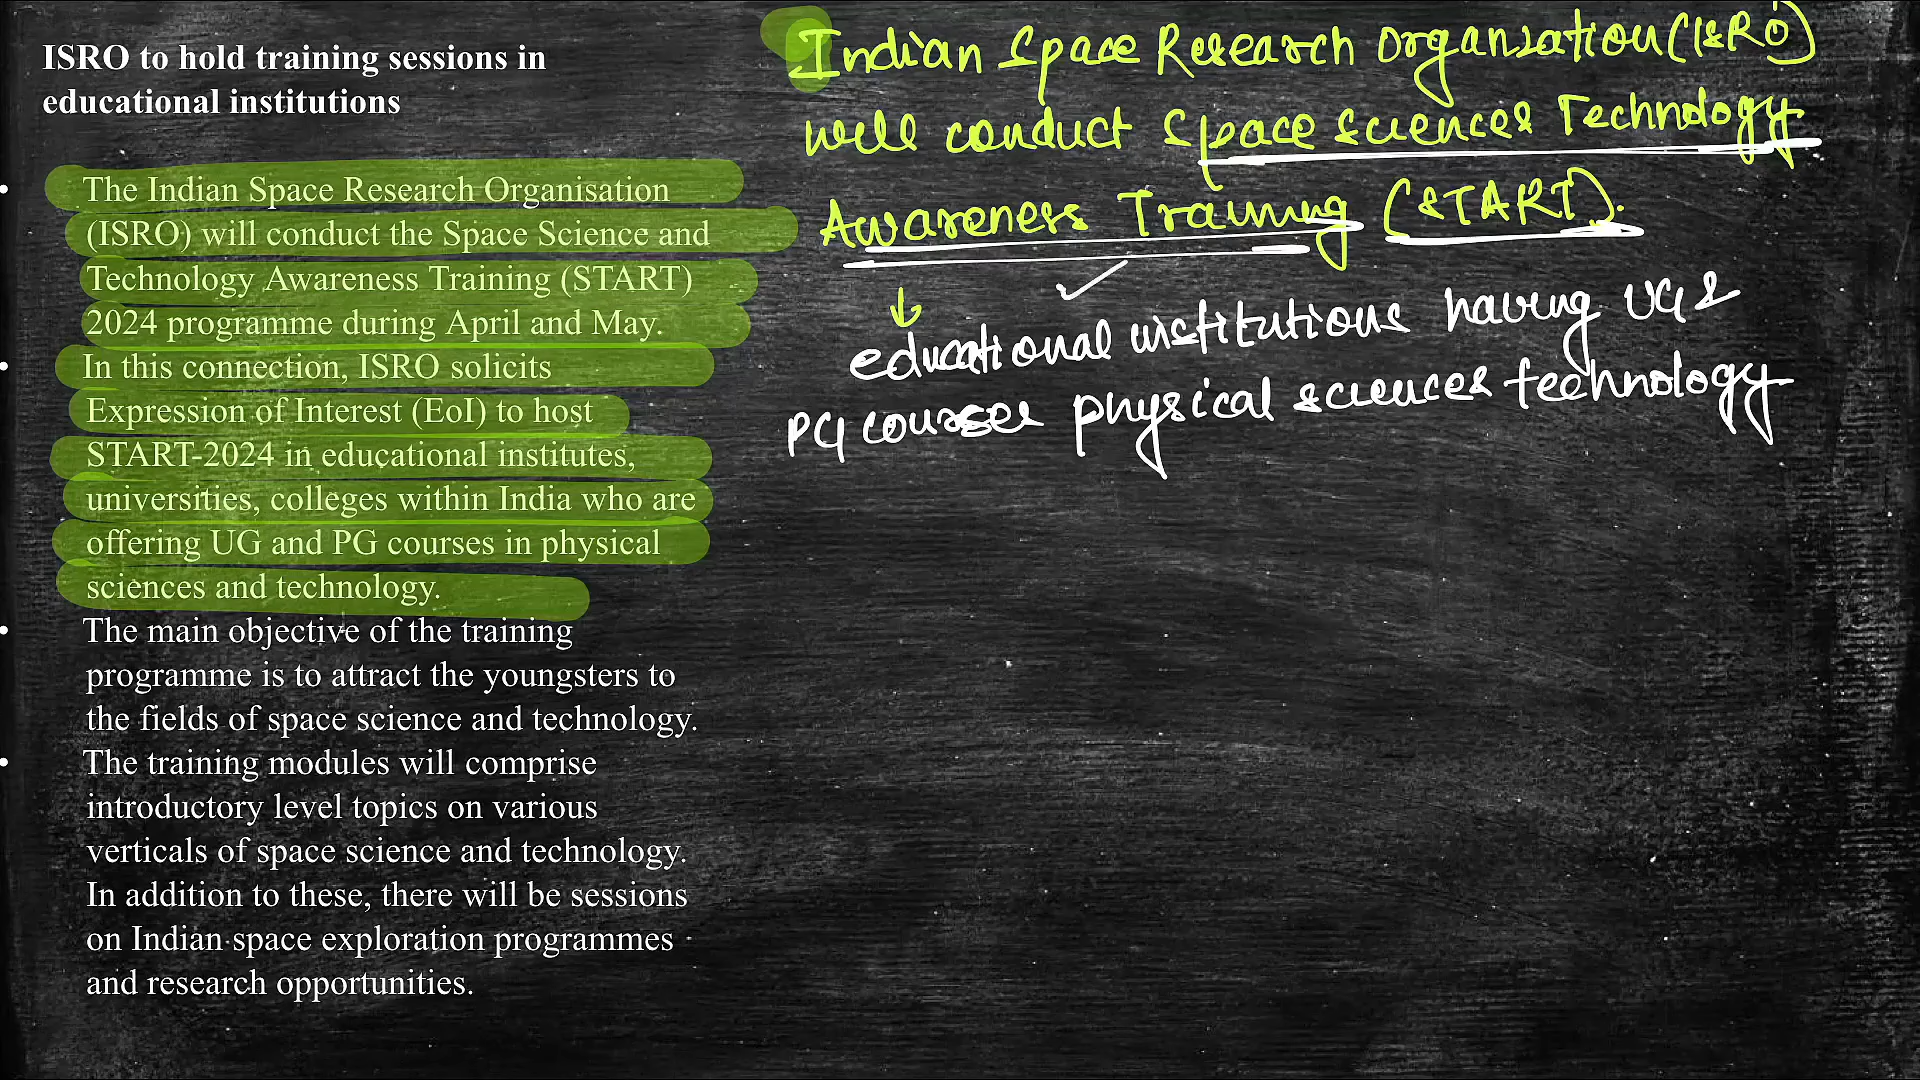 ISRO to hold training sessions in
educational institutions
• The Indian Space Research Organisation
(ISRO) will conduct the Space Science and
Technology Awareness Training (START)
2024 programme during April and May.
• In this connection, ISRO solicits
Expression of Interest (EoI) to host
START-2024 in educational institutes,
universities, colleges within India who are
offering UG and PG courses in physical
sciences and technology.
• The main objective of the training
programme is to attract the youngsters to
the fields of space science and technology.
• The training modules will comprise
introductory level topics on various
verticals of space science and technology.
In addition to these, there will be sessions
on Indian space exploration programmes
and research opportunities.
Indian Space Research Organisation (ISRO)
will conduct Space Sciences Technology
Awareness Training (START).
educational institutions having UG &
PG courses physical sciences technology